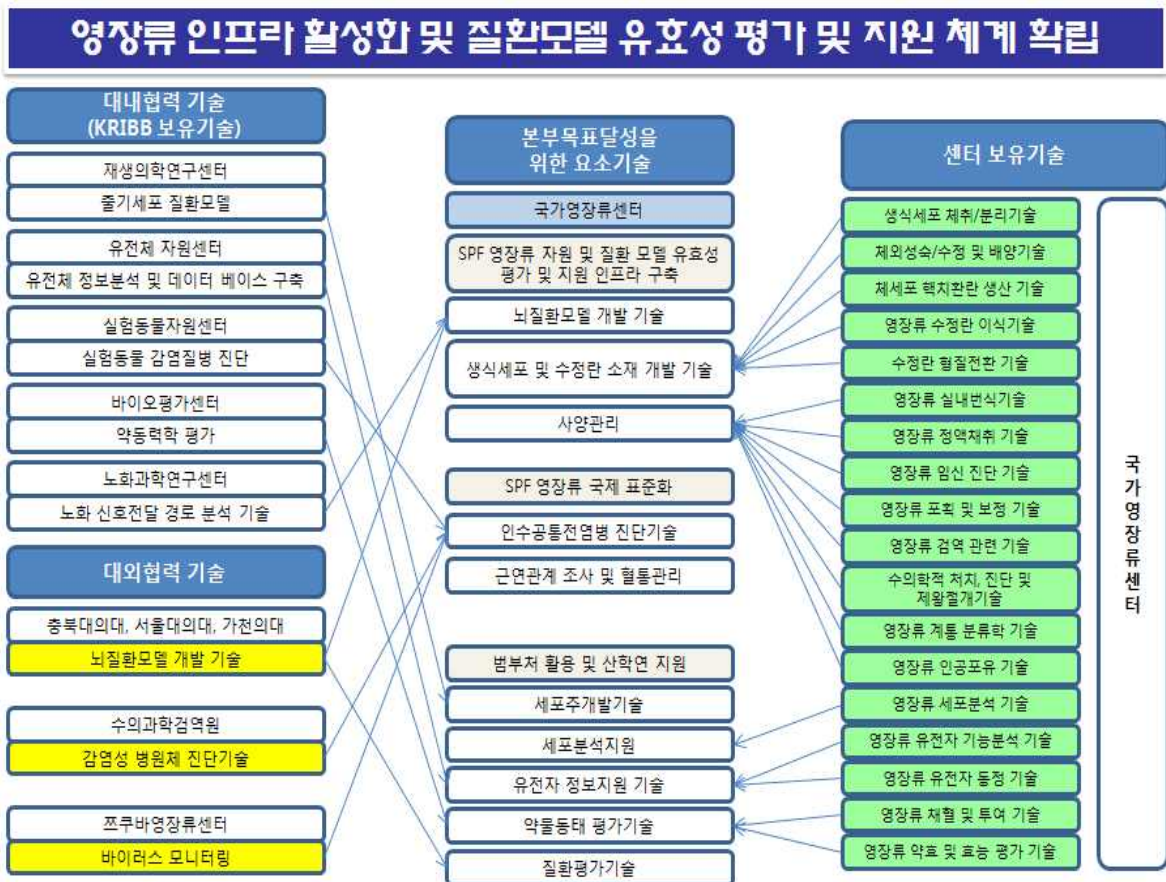 영장류 인프라 활성화 및 질환모델 유효성 평가 및 지원 체계 확립
대내협력 기술
(KRIBB 보유기술)
재생의학연구센터
줄기세포 질환모델
유전체 자원센터
유전체 정보분석 및 데이터 베이스 구축
실험동물자원센터
실험동물 감염질병 진단
바이오평가센터
약동력학 평가
노화과학연구센터
노화 신호전달 경로 분석 기술
대외협력 기술
충북대의대, 서울대의대, 가천의대
뇌질환모델 개발 기술
수의과학검역원
감염성 병원체 진단기술
쯔쿠바영장류센터
바이러스 모니터링
본부목표달성을
위한 요소기술
국가영장류센터
SPF 영장류 자원 및 질환 모델 유효성
평가 및 지원 인프라 구축
뇌질환모델 개발 기술
생식세포 및 수정란 소재 개발 기술
사양관리
SPF 영장류 국제 표준화
인수공통전염병 진단기술
근연관계 조사 및 혈통관리
범부처 활용 및 산학연 지원
세포주개발기술
세포분석지원
유전자 정보지원 기술
약물동태 평가기술
질환평가기술
센터 보유기술
생식세포 체취/분리기술
체외성숙/수정 및 배양기술
체세포 핵치환란 생산 기술
영장류 수정란 이식기술
수정란 형질전환 기술
영장류 실내번식기술
영장류 정액채취 기술
영장류 임신 진단 기술
영장류 포획 및 보정 기술
영장류 검역 관련 기술
수의학적 처치, 진단 및
제왕절개기술
영장류 계통 분류학 기술
영장류 인공포유 기술
영장류 세포분석 기술
영장류 유전자 기능분석 기술
영장류 유전자 동정 기술
영장류 채혈 및 투여 기술
영장류 약효 및 효능 평가 기술
국가영장류센터